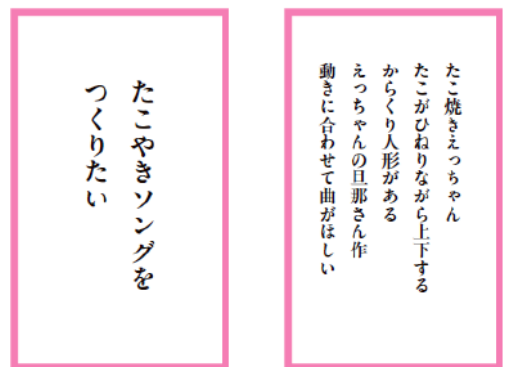 たこやきソングを
つくりたい
たこ焼きえっちゃん
たこがひねりながら上下する
からくり人形がある
えっちゃんの旦那さん作
動きに合わせて曲がほしい